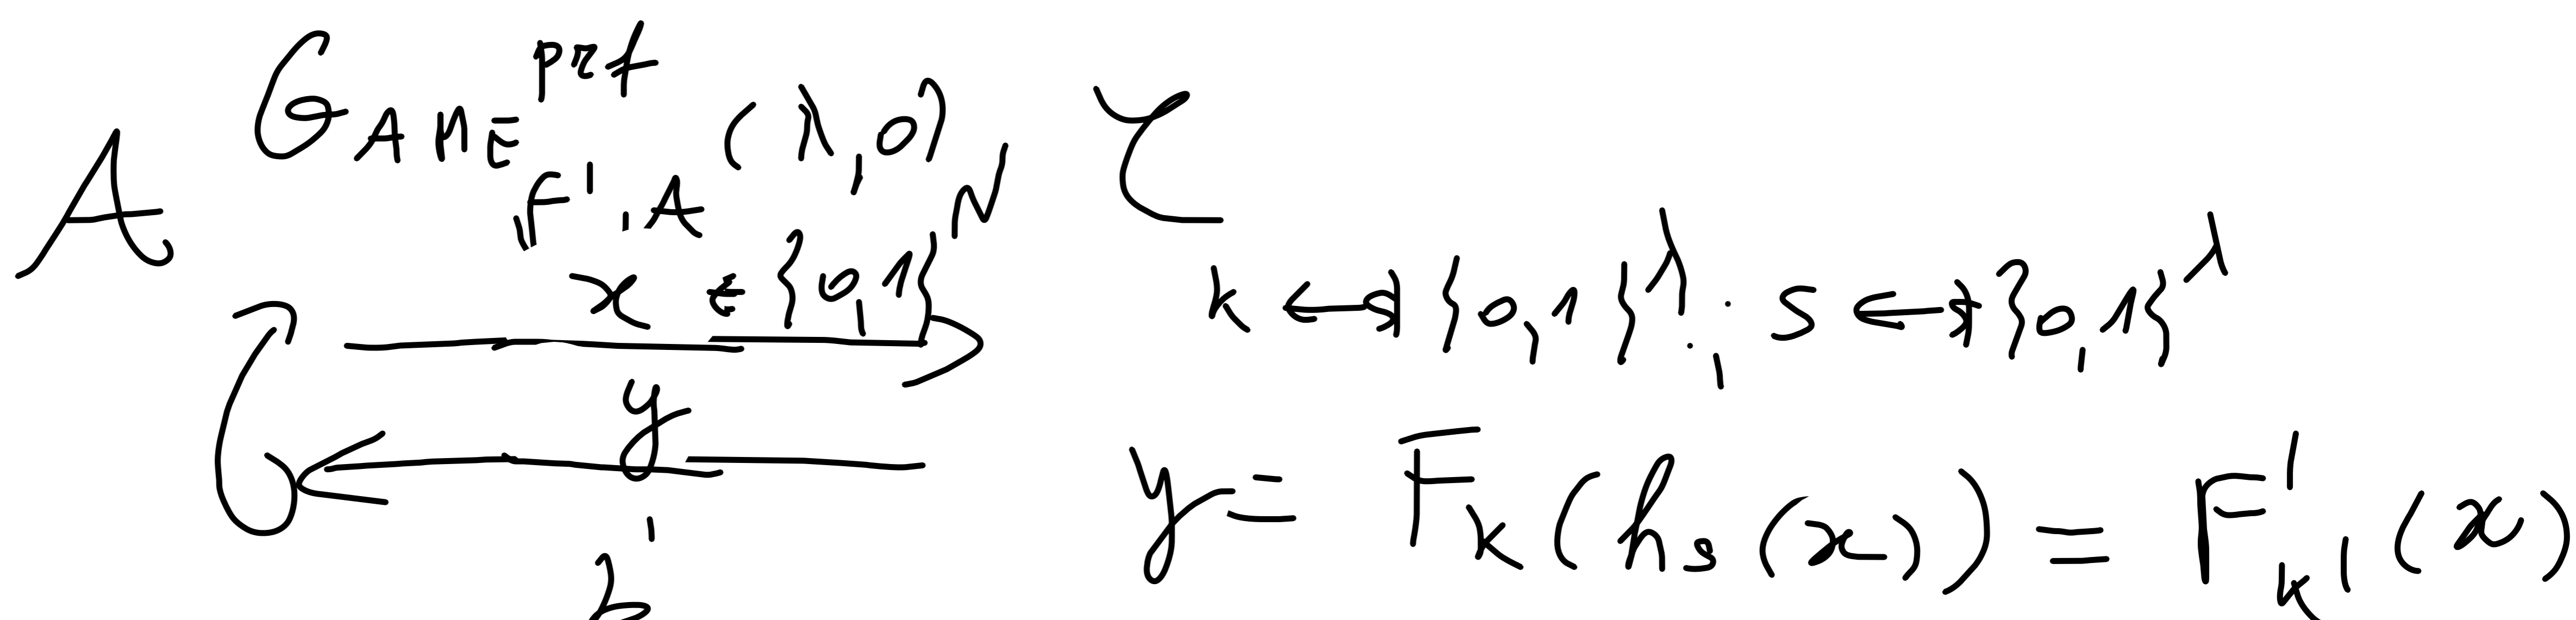 GAME^prf_F',A (λ,0)
A C
x ∈ {0,1}^N
k ←$ {0,1}^λ ; s ←$ {0,1}^λ
y
y = F_k(h_s(x)) = F'_k'(x)
b'